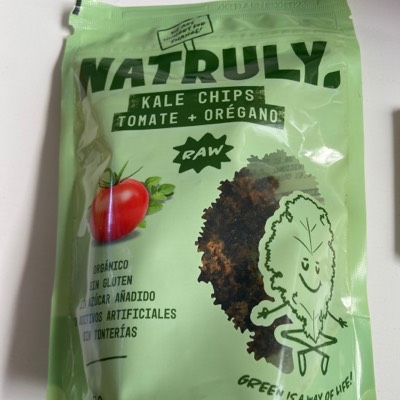 NATRULY.
KALE CHIPS
TOMATE + ORÉGANO
RAW
ORGÁNICO
SIN GLUTEN
AZÚCAR AÑADIDO
ARTIFICIALES
SIN TONTERÍAS
GREEN IS A WAY OF LIFE!